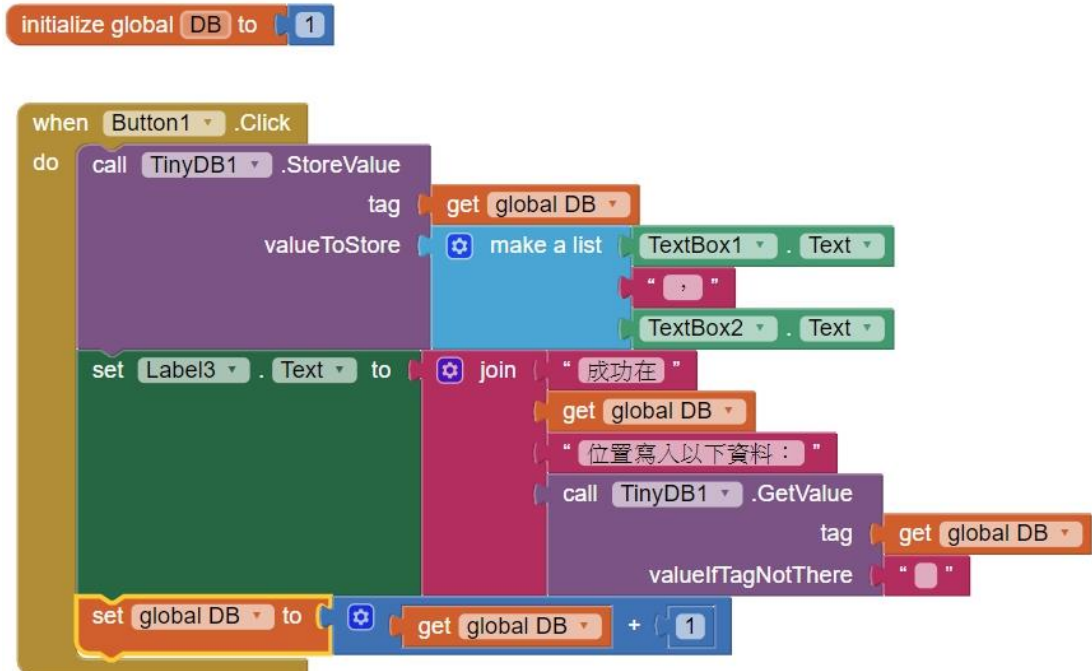 initialize global DB to 1
when Button1 .Click
do call TinyDB1 .StoreValue
tag get global DB
valueToStore make a list TextBox1 . Text
“ ， ”
TextBox2 . Text
set Label3 . Text to join “ 成功在 ”
get global DB
“ 位置寫入以下資料： ”
call TinyDB1 .GetValue
tag get global DB
valueIfTagNotThere “ ”
set global DB to get global DB + 1